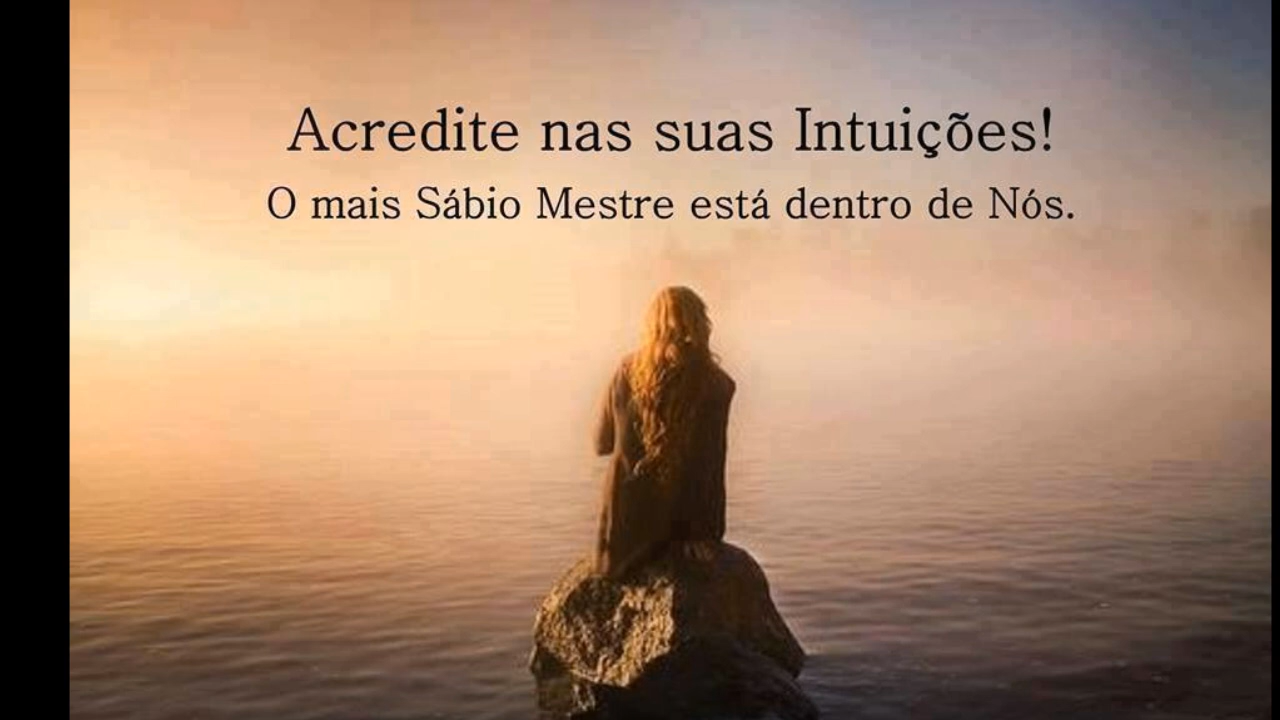 Acredite nas suas Intuições!
O mais Sábio Mestre está dentro de Nós.